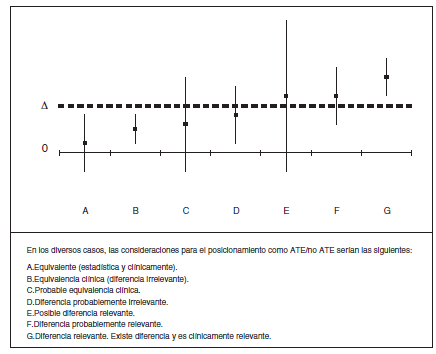 Δ
0
A B C D E F G
En los diversos casos, las consideraciones para el posicionamiento como ATE/no ATE serían las siguientes:
A.Equivalente (estadística y clínicamente).
B.Equivalencia clínica (diferencia irrelevante).
C.Probable equivalencia clínica.
D.Diferencia probablemente irrelevante.
E.Posible diferencia relevante.
F.Diferencia probablemente relevante.
G.Diferencia relevante. Existe diferencia y es clínicamente relevante.